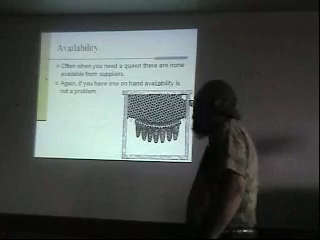 Availability
Often when you need a queen there are none
available from suppliers.
Again, if you have one on hand availability is
not a problem